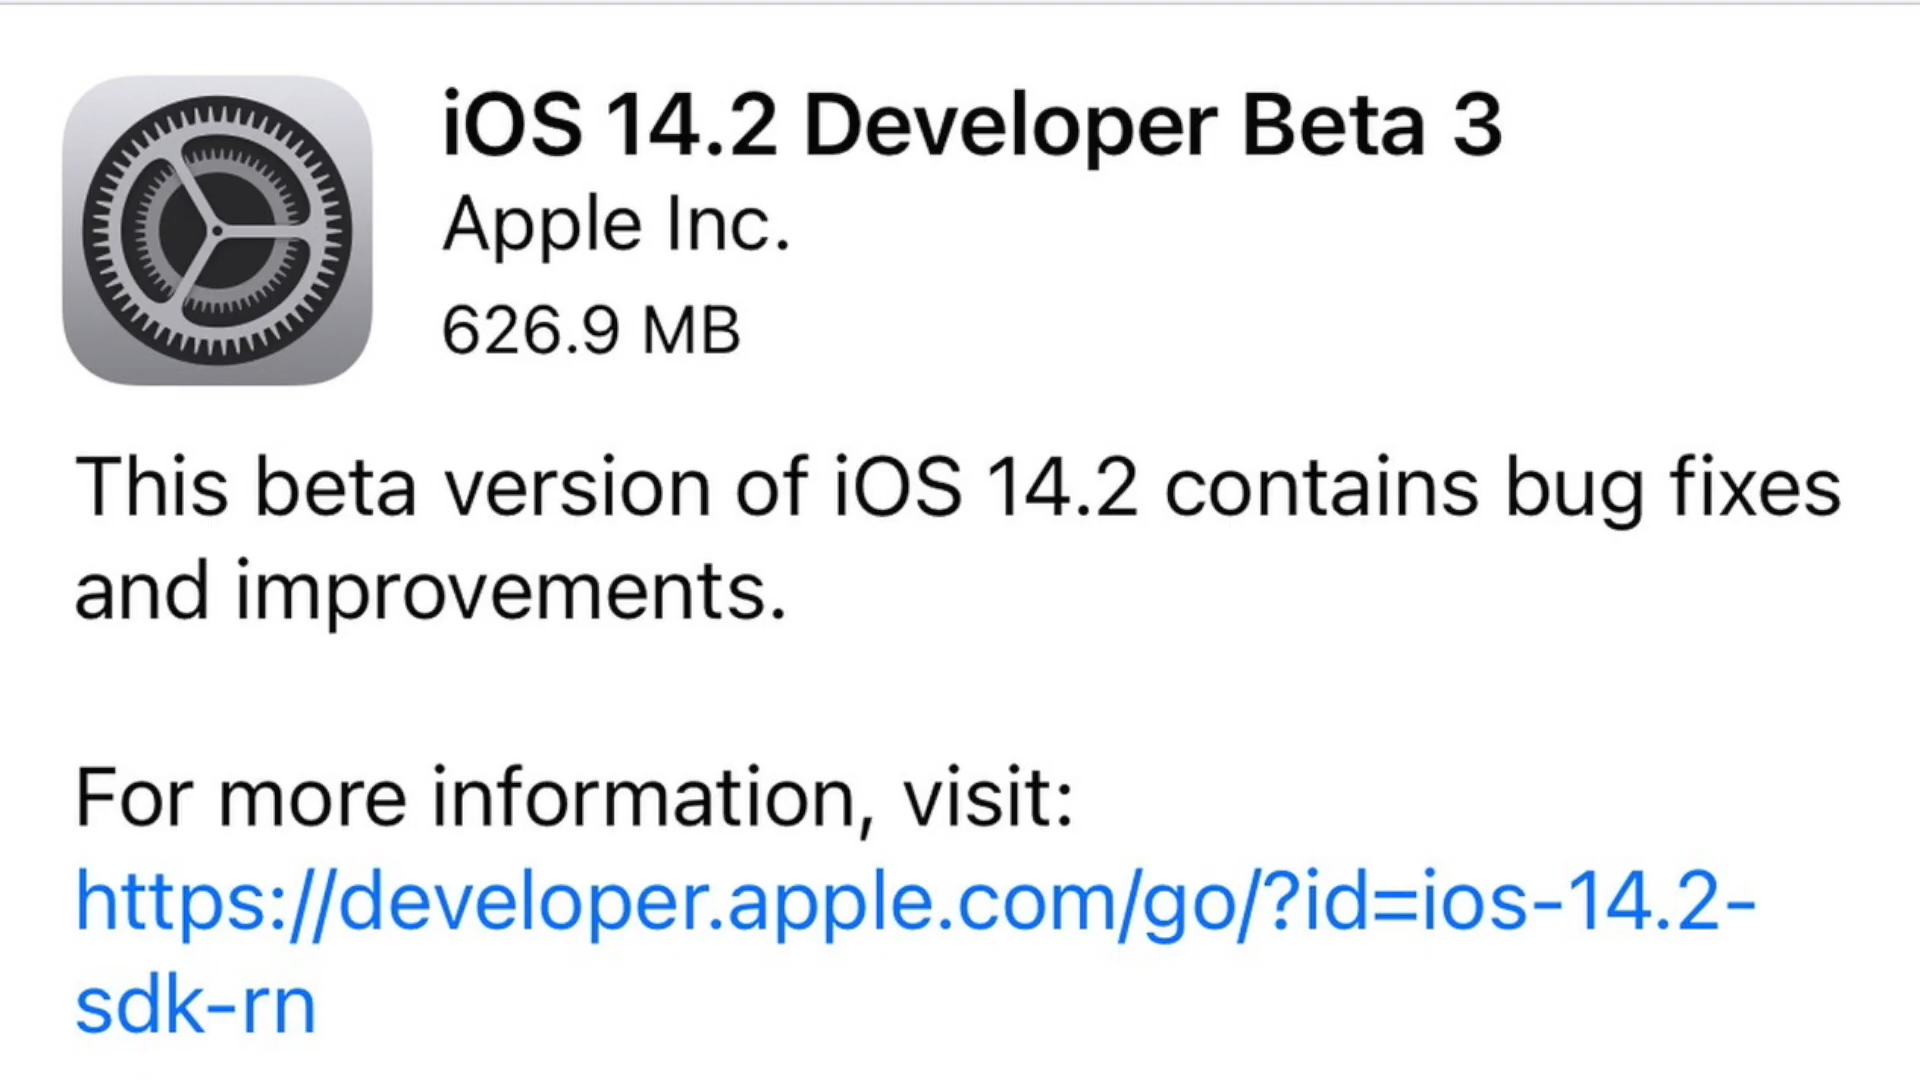 iOS 14.2 Developer Beta 3
Apple Inc.
626.9 MB
This beta version of iOS 14.2 contains bug fixes
and improvements.
For more information, visit:
https://developer.apple.com/go/?id=ios-14.2-
sdk-rn